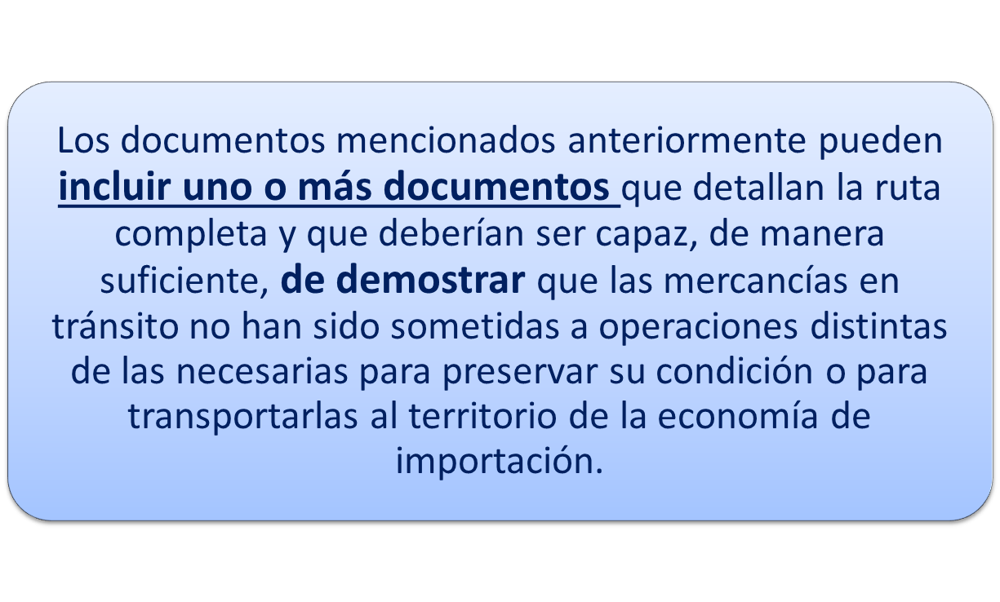 Los documentos mencionados anteriormente pueden
incluir uno o más documentos que detallan la ruta
completa y que deberían ser capaz, de manera
suficiente, de demostrar que las mercancías en
tránsito no han sido sometidas a operaciones distintas
de las necesarias para preservar su condición o para
transportarlas al territorio de la economía de
importación.